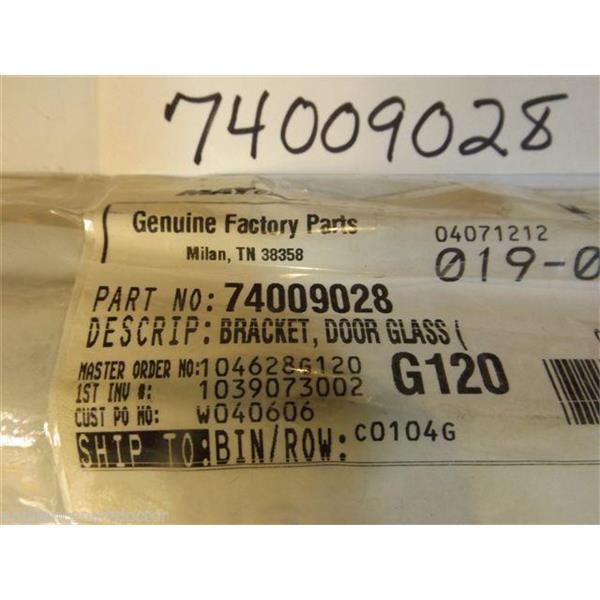 74009028
Genuine Factory Parts
Milan, TN 38358
04071212
019-0
PART NO: 74009028
DESCRIP: BRACKET, DOOR GLASS (
MASTER ORDER NO: 104628G120
G120
1ST INV #: 1039073002
CUST PO NO: W040606
SHIP TO: BIN/ROW: C0104G